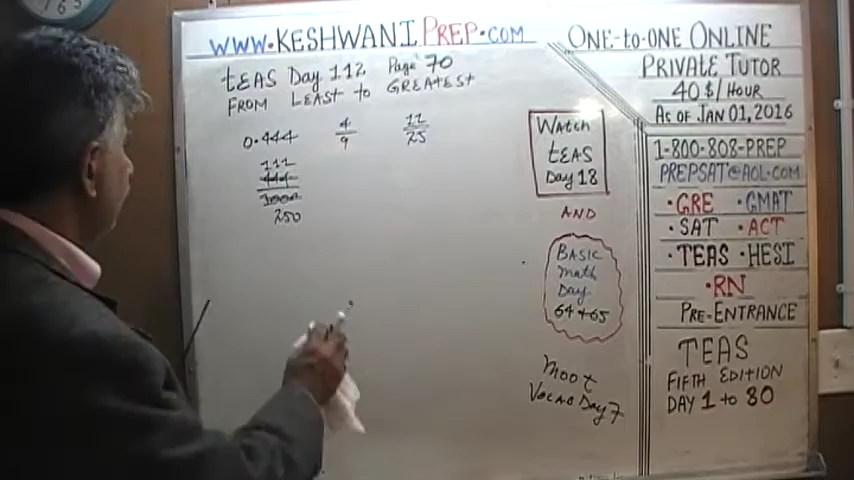 WWW.KESHWANIPREP.COM
TEAS Day 112 Page 70
FROM LEAST to GREATEST
0.444 4/9 11/25
111
444
1000
250
WATCH
TEAS
Day 18
AND
BASIC
Math
Day
64+65
MOOT
VOCAB DAY 7
ONE-to-ONE ONLINE
PRIVATE TUTOR
40$/HOUR
AS OF JAN 01, 2016
1-800-808-PREP
PREPSAT@AOL.COM
•GRE •GMAT
•SAT •ACT
•TEAS •HESI
•RN
PRE-ENTRANCE
TEAS
FIFTH EDITION
DAY 1 to 80